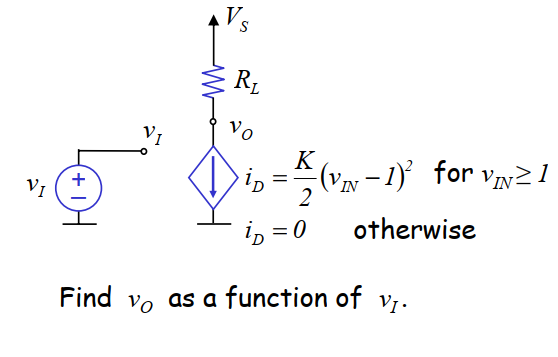 V_S
R_L
v_I
v_O
v_I
+
–
i_D = K/2 (v_IN – 1)² for v_IN ≥ 1
i_D = 0 otherwise
Find v_O as a function of v_I.